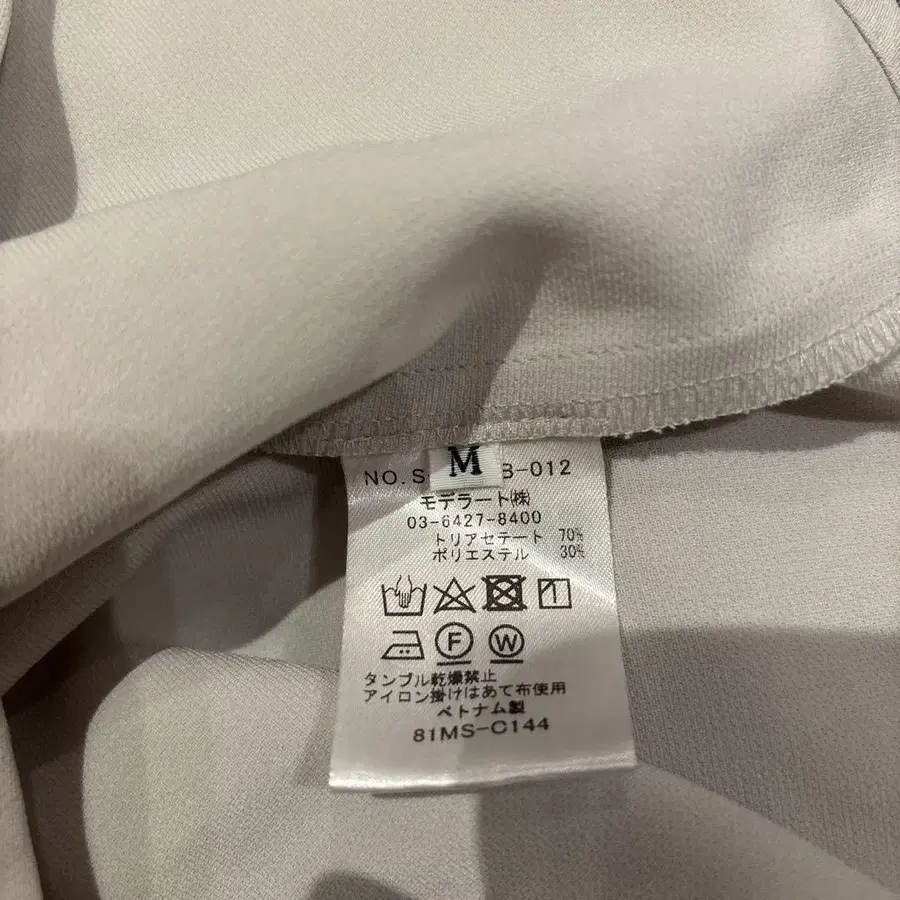 M
NO.S B-012
モデラート㈱
03-6427-8400
トリアセテート 70%
ポリエステル 30%
F W
タンブル乾燥禁止
アイロン掛けはあて布使用
ベトナム製
81MS-C144